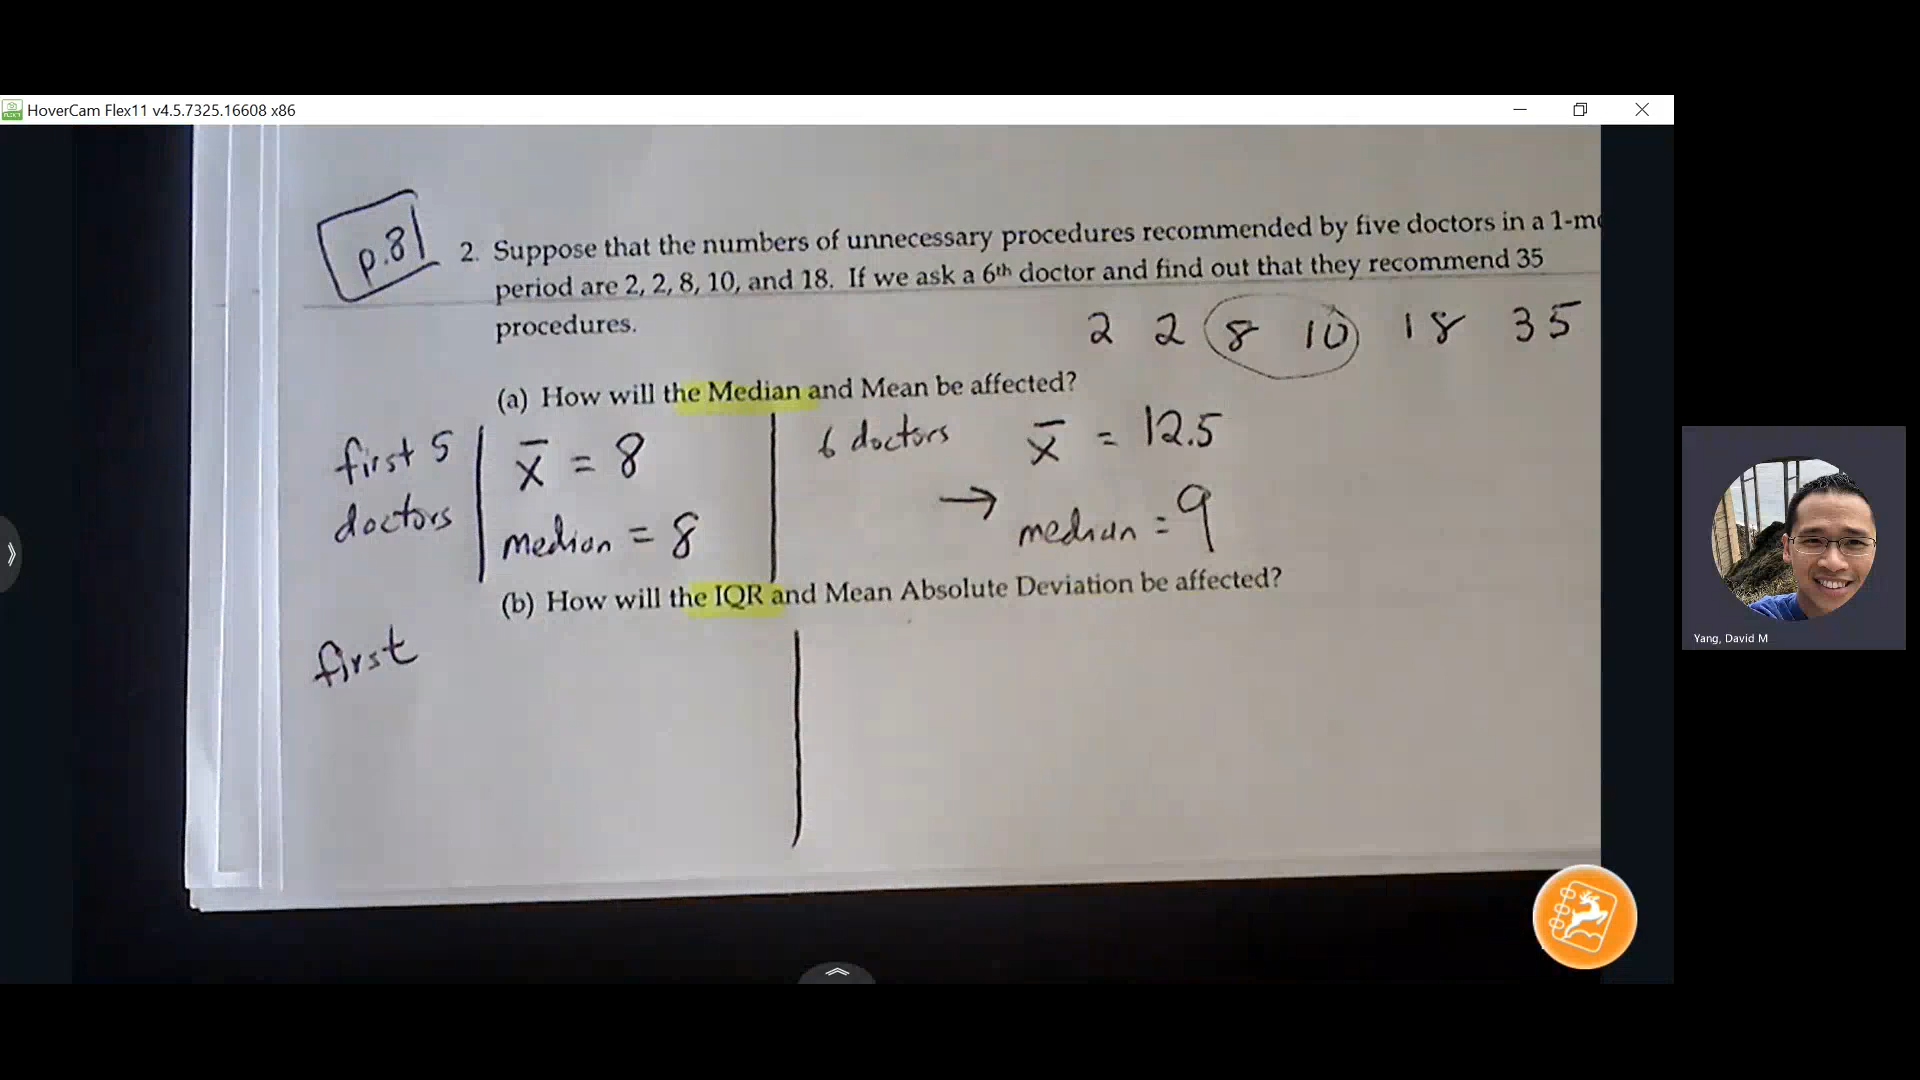 HoverCam Flex11 v4.5.7325.16608 x86
p.81
2. Suppose that the numbers of unnecessary procedures recommended by five doctors in a 1-mo
period are 2, 2, 8, 10, and 18. If we ask a 6th doctor and find out that they recommend 35
procedures.
2 2 8 10 18 35
(a) How will the Median and Mean be affected?
first 5
doctors
x̄ = 8
median = 8
6 doctors x̄ = 12.5
→ median = 9
(b) How will the IQR and Mean Absolute Deviation be affected?
first
Yang, David M